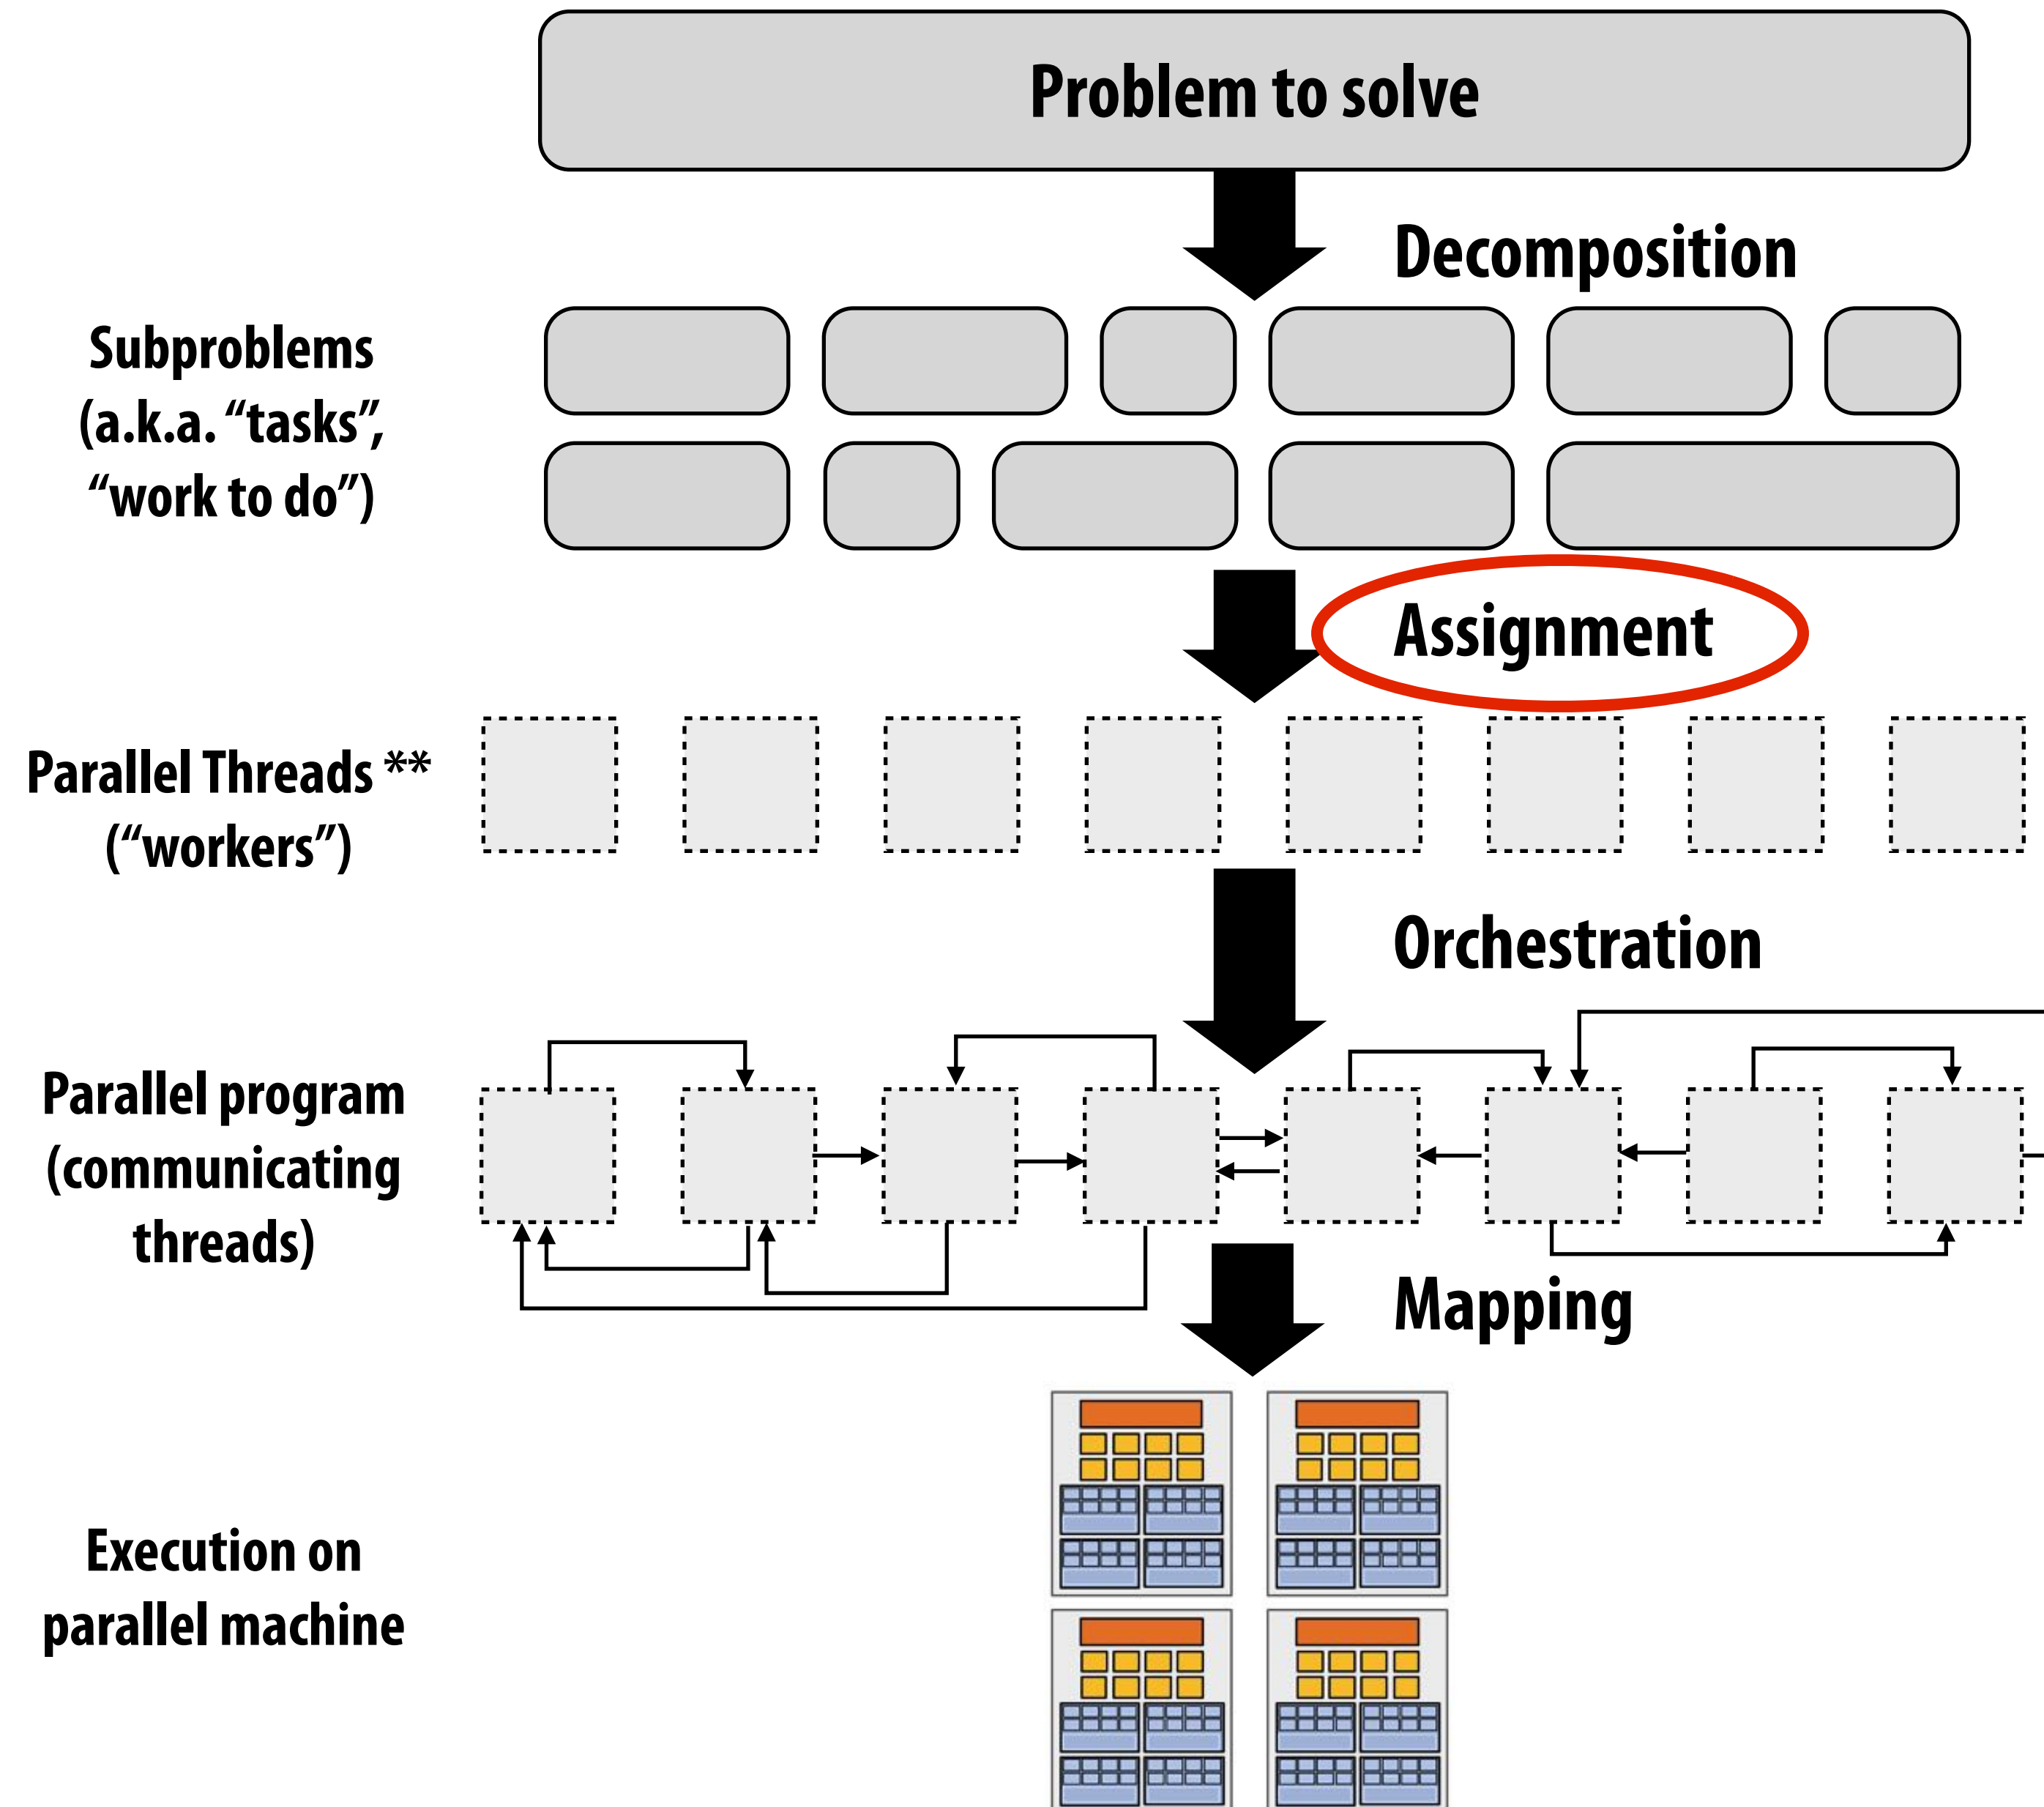 Problem to solve
Decomposition
Subproblems
(a.k.a. “tasks”,
“work to do”)
Assignment
Parallel Threads **
(“workers”)
Orchestration
Parallel program
(communicating
threads)
Mapping
Execution on
parallel machine